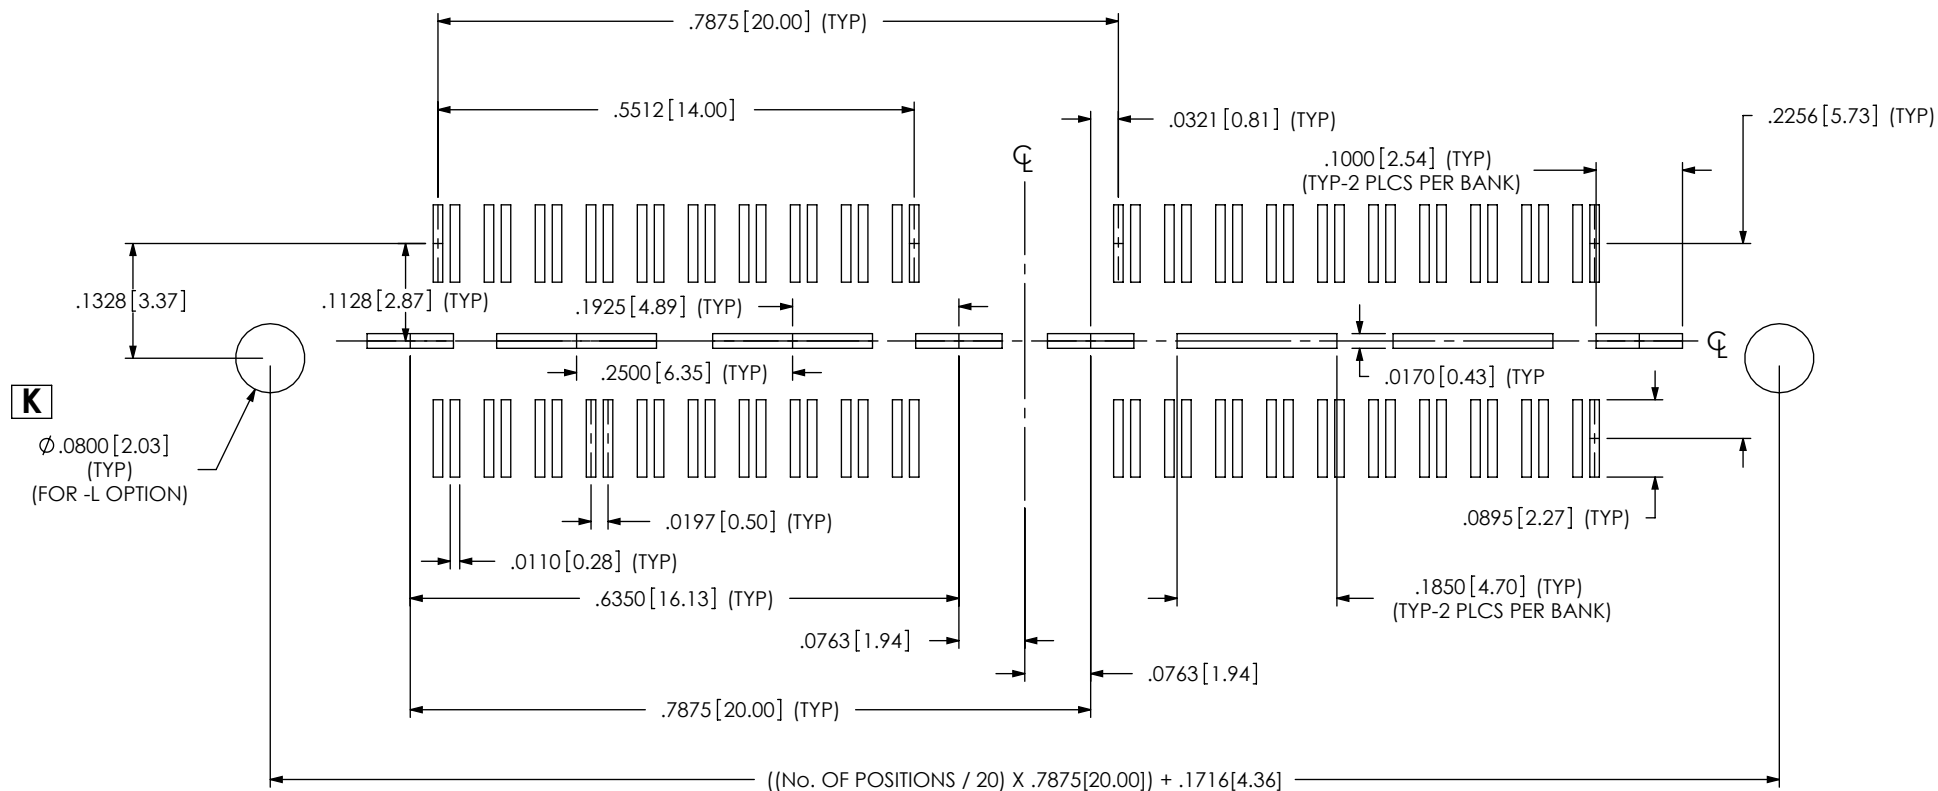 .7875[20.00] (TYP)
.5512[14.00]
.0321[0.81] (TYP)
.2256[5.73] (TYP)
℄
.1000[2.54] (TYP)
(TYP-2 PLCS PER BANK)
.1328[3.37]
.1128[2.87] (TYP)
.1925[4.89] (TYP)
℄
.2500[6.35] (TYP)
.0170[0.43] (TYP
K
Ø.0800[2.03]
(TYP)
(FOR -L OPTION)
.0197[0.50] (TYP)
.0895[2.27] (TYP)
.0110[0.28] (TYP)
.6350[16.13] (TYP)
.1850[4.70] (TYP)
(TYP-2 PLCS PER BANK)
.0763[1.94]
.0763[1.94]
.7875[20.00] (TYP)
((No. OF POSITIONS / 20) X .7875[20.00]) + .1716[4.36]